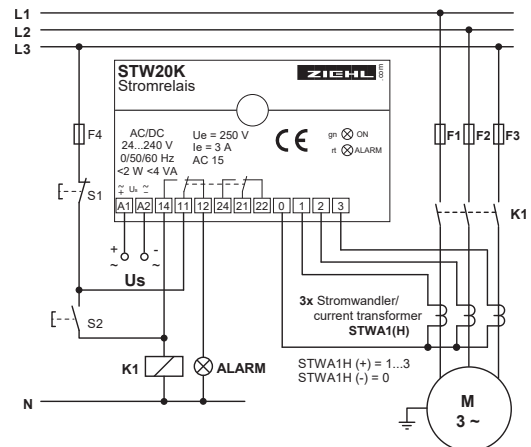 L1
L2
L3
STW20K
Stromrelais
ZIEHL
F4
F1
F2
F3
AC/DC
24...240 V
0/50/60 Hz
<2 W <4 VA
Ue = 250 V
Ie = 3 A
AC 15
CE
gn ON
rt ALARM
~ Us ~
+ -
A1 A2 14 11 12 24 21 22 0 1 2 3
S1
K1
+ -
~ ~
Us
3x Stromwandler/
current transformer
STWA1(H)
S2
STWA1H (+) = 1...3
STWA1H (-) = 0
K1
ALARM
N
M
3 ~